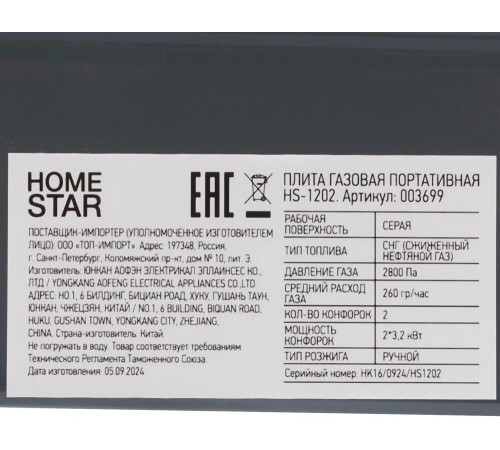 HOME
STAR
EAC
ПЛИТА ГАЗОВАЯ ПОРТАТИВНАЯ
HS-1202. Артикул: 003699
ПОСТАВЩИК-ИМПОРТЕР (УПОЛНОМОЧЕННОЕ ИЗГОТОВИТЕЛЕМ
ЛИЦО): ООО «ТОП-ИМПОРТ». Адрес: 197348, Россия,
г. Санкт-Петербург, Коломяжский пр-кт, дом № 10, лит. Э.
Изготовитель: ЮНКАН АОФЭН ЭЛЕКТРИКАЛ ЭПЛАИНСЕС КО.,
ЛТД / YONGKANG AOFENG ELECTRICAL APPLIANCES CO.,LTD
АДРЕС: NO.1, 6 БИЛДИНГ, БИЦИАН РОАД, ХУКУ, ГУШАНЬ ТАУН,
ЮНКАН, ЧЖЕЦЗЯН, КИТАЙ / NO.1, 6 BUILDING, BIQUAN ROAD,
HUKU, GUSHAN TOWN, YONGKANG CITY, ZHEJIANG,
CHINA. Страна-изготовитель: Китай.
Не погружать в воду. Товар соответствует требованиям
Технического Регламента Таможенного Союза.
Дата изготовления 05.09.2024
РАБОЧАЯ ПОВЕРХНОСТЬ СЕРАЯ
ТИП ТОПЛИВА СНГ (СЖИЖЕННЫЙ НЕФТЯНОЙ ГАЗ)
ДАВЛЕНИЕ ГАЗА 2800 Па
СРЕДНИЙ РАСХОД ГАЗА 260 гр/час
КОЛ-ВО КОНФОРОК 2
МОЩНОСТЬ КОНФОРОК 2*3,2 кВт
ТИП РОЗЖИГА РУЧНОЙ
Серийный номер: HK16/0924/HS1202